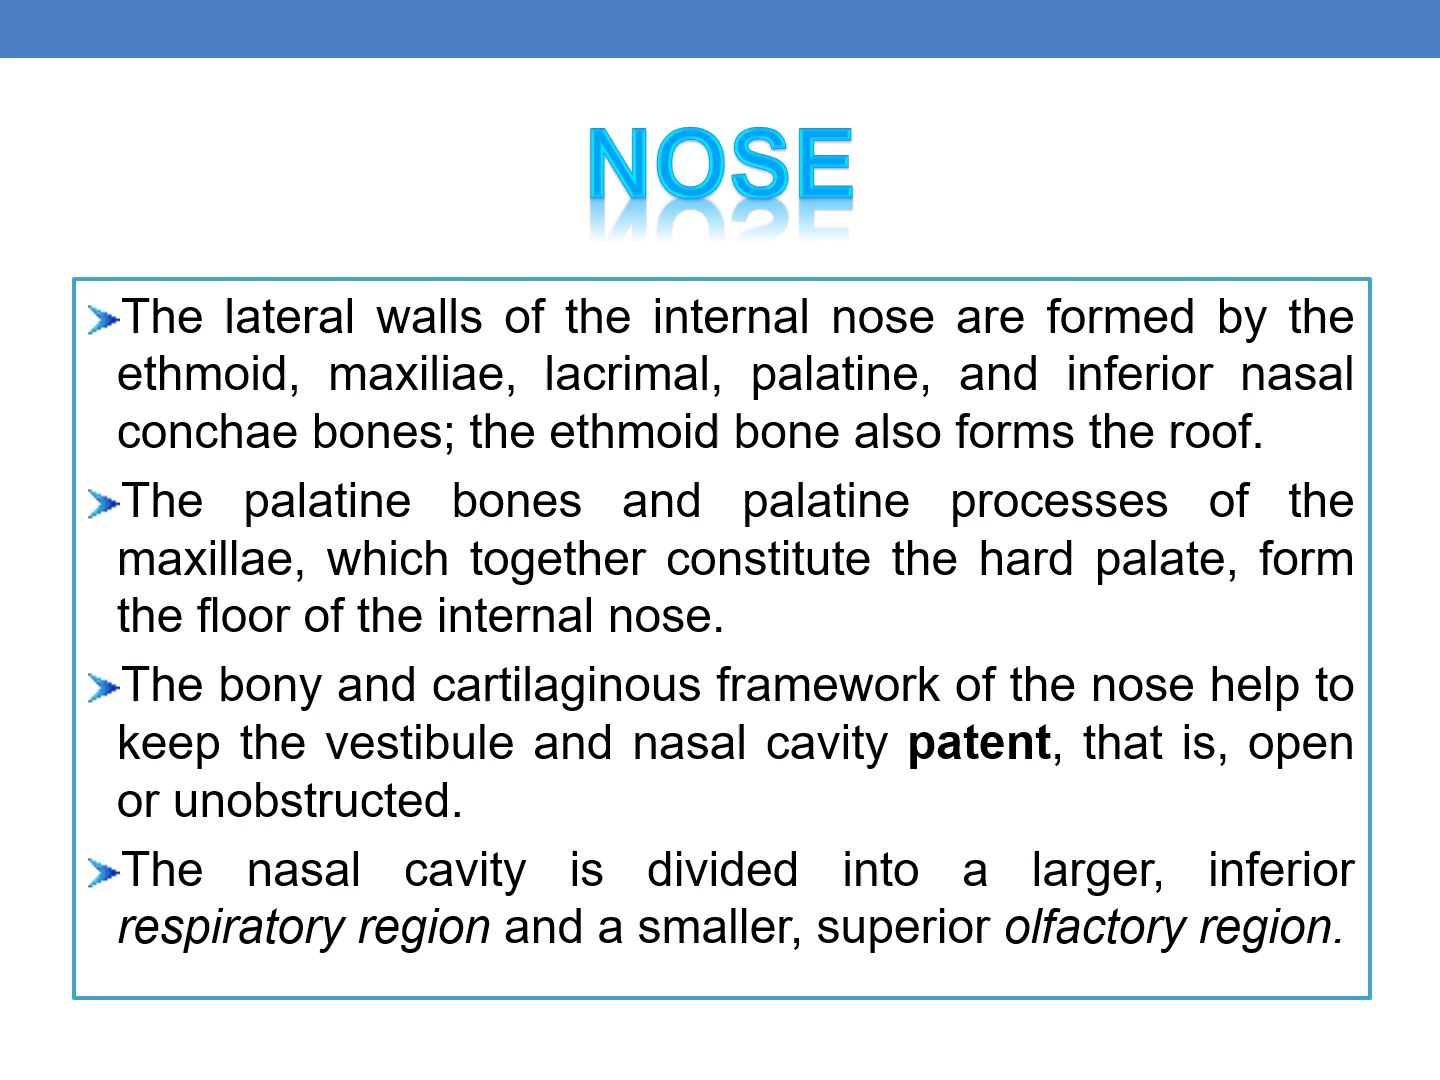 NOSE
The lateral walls of the internal nose are formed by the
ethmoid, maxiliae, lacrimal, palatine, and inferior nasal
conchae bones; the ethmoid bone also forms the roof.
The palatine bones and palatine processes of the
maxillae, which together constitute the hard palate, form
the floor of the internal nose.
The bony and cartilaginous framework of the nose help to
keep the vestibule and nasal cavity patent, that is, open
or unobstructed.
The nasal cavity is divided into a larger, inferior
respiratory region and a smaller, superior olfactory region.